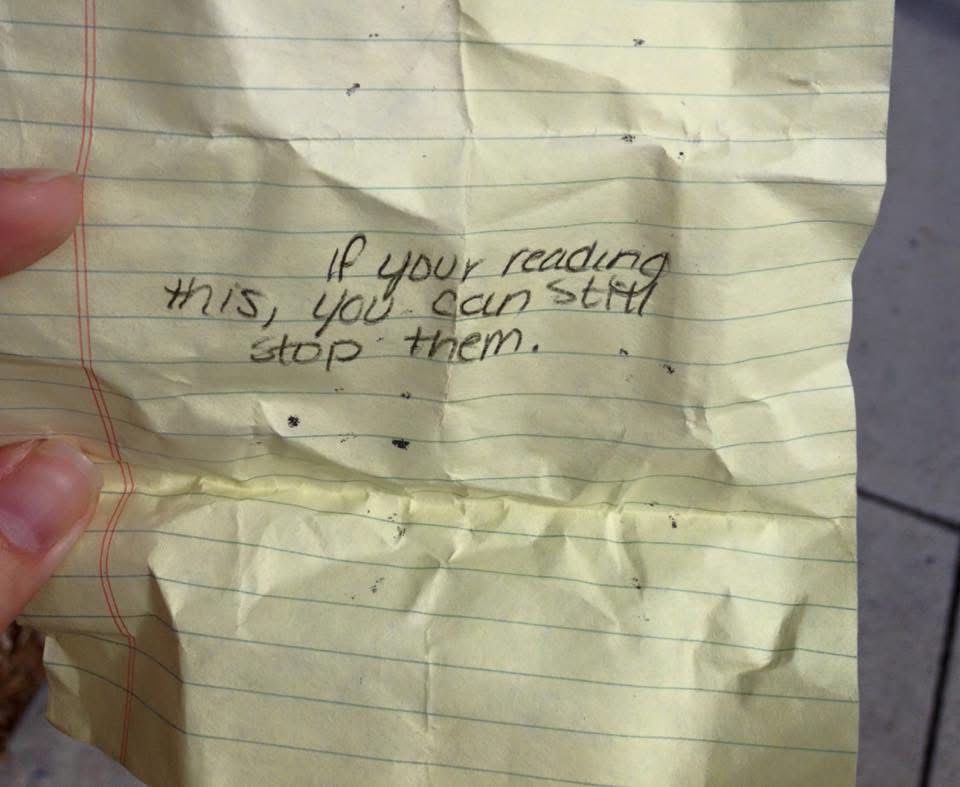 If your reading
this, you can still
stop them.